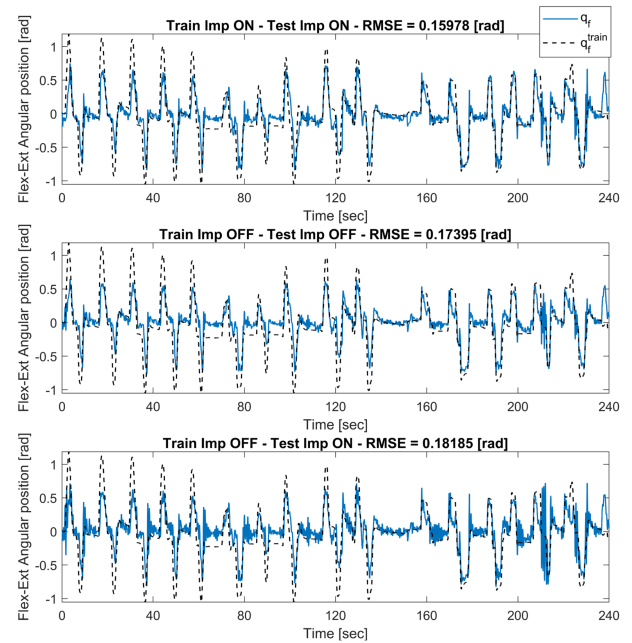 Train Imp ON - Test Imp ON - RMSE = 0.15978 [rad]
q_f
q_f^train
Flex-Ext Angular position [rad]
1
0.5
0
-0.5
-1
0 40 80 120 160 200 240
Time [sec]
Train Imp OFF - Test Imp OFF - RMSE = 0.17395 [rad]
Flex-Ext Angular position [rad]
1
0.5
0
-0.5
-1
0 40 80 120 160 200 240
Time [sec]
Train Imp OFF - Test Imp ON - RMSE = 0.18185 [rad]
Flex-Ext Angular position [rad]
1
0.5
0
-0.5
-1
0 40 80 120 160 200 240
Time [sec]